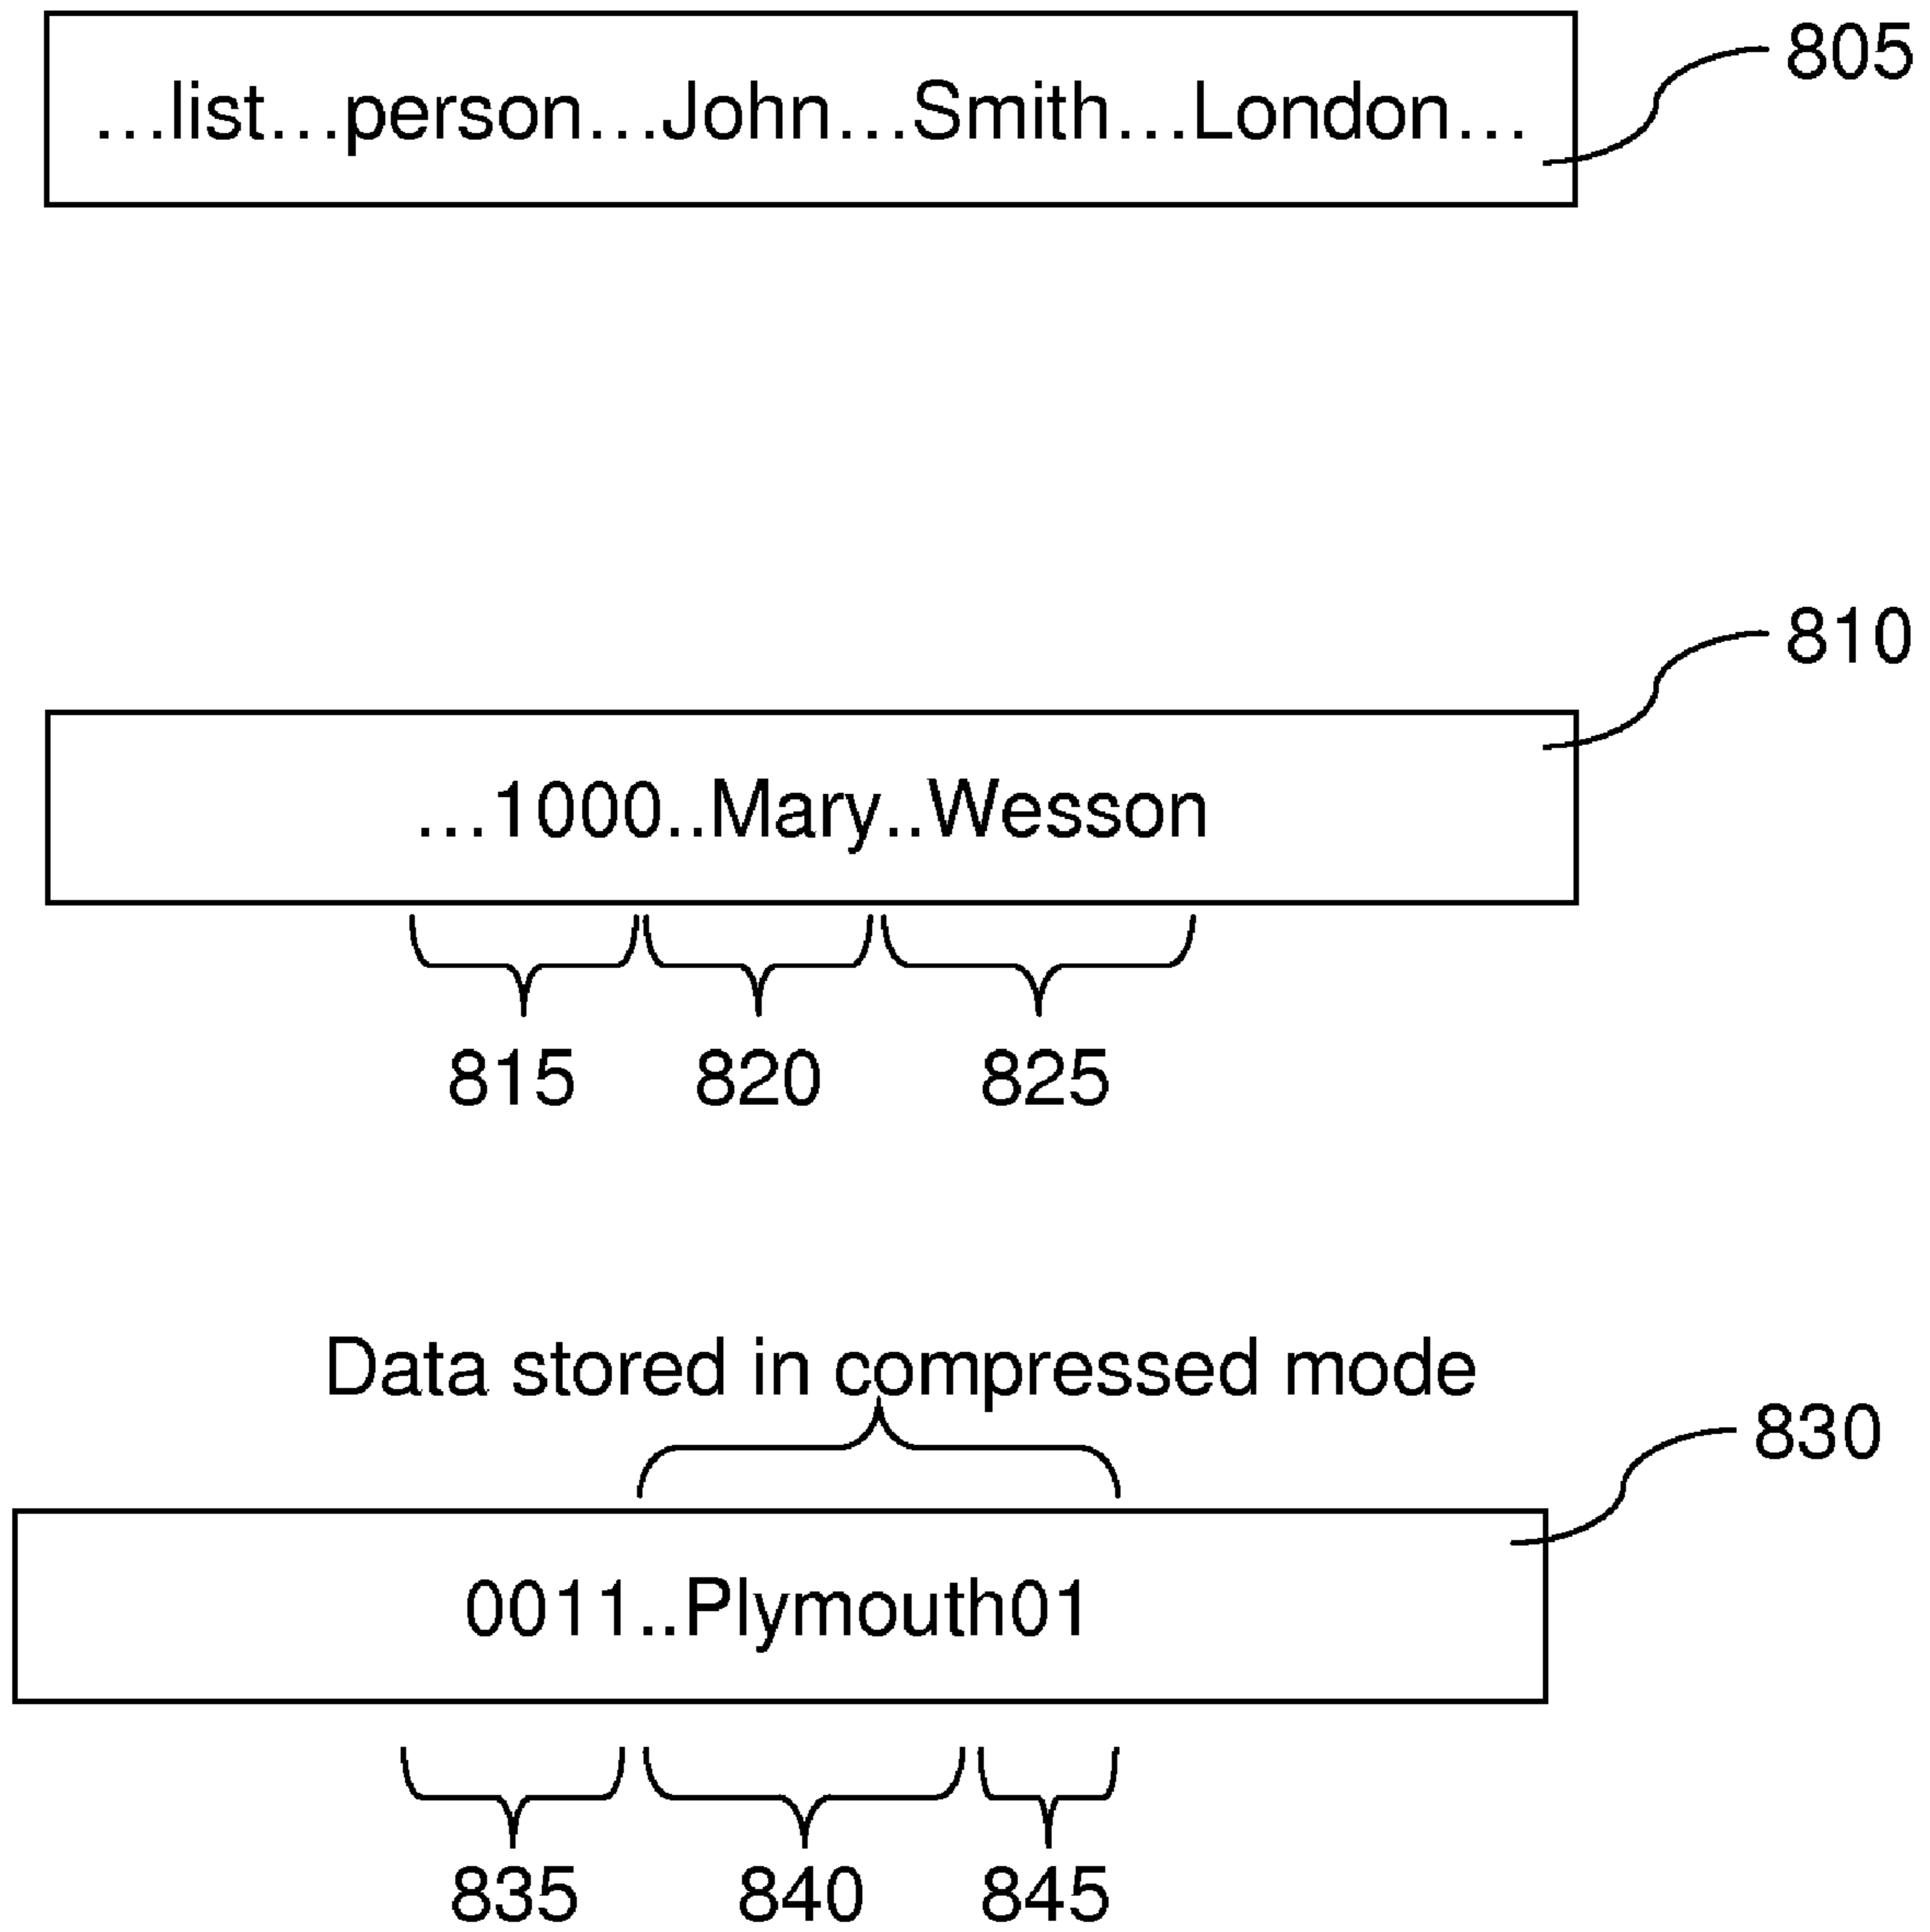 805
...list...person...John...Smith...London...
810
...1000..Mary..Wesson
815 820 825
Data stored in compressed mode
830
0011..Plymouth01
835 840 845